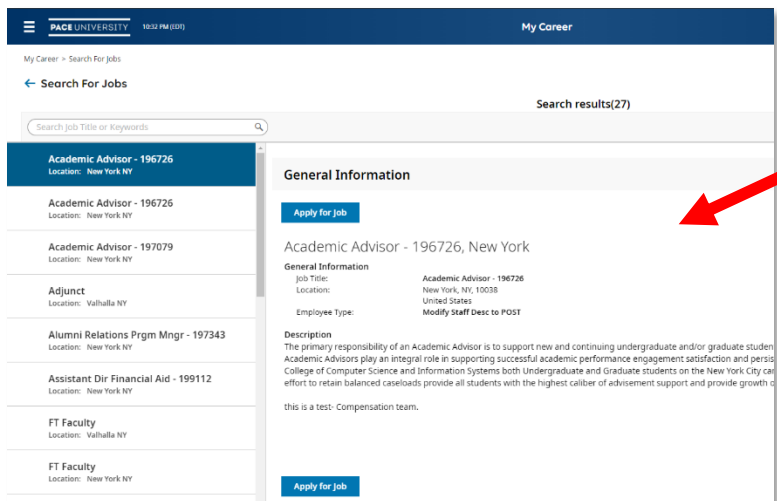 PACE UNIVERSITY 10:32 PM (EDT) My Career
My Career > Search For Jobs
← Search For Jobs
Search results(27)
Search Job Title or Keywords
Academic Advisor - 196726
Location: New York NY
Academic Advisor - 196726
Location: New York NY
Academic Advisor - 197079
Location: New York NY
Adjunct
Location: Valhalla NY
Alumni Relations Prgm Mngr - 197343
Location: New York NY
Assistant Dir Financial Aid - 199112
Location: New York NY
FT Faculty
Location: Valhalla NY
FT Faculty
Location: New York NY
General Information
Apply for Job
Academic Advisor - 196726, New York
General Information
Job Title: Academic Advisor - 196726
Location: New York, NY, 10038
United States
Employee Type: Modify Staff Desc to POST
Description
The primary responsibility of an Academic Advisor is to support new and continuing undergraduate and/or graduate studen
Academic Advisors play an integral role in supporting successful academic performance engagement satisfaction and persis
College of Computer Science and Information Systems both Undergraduate and Graduate students on the New York City
effort to retain balanced caseloads provide all students with the highest caliber of advisement support and provide growth
this is a test- Compensation team.
Apply for Job